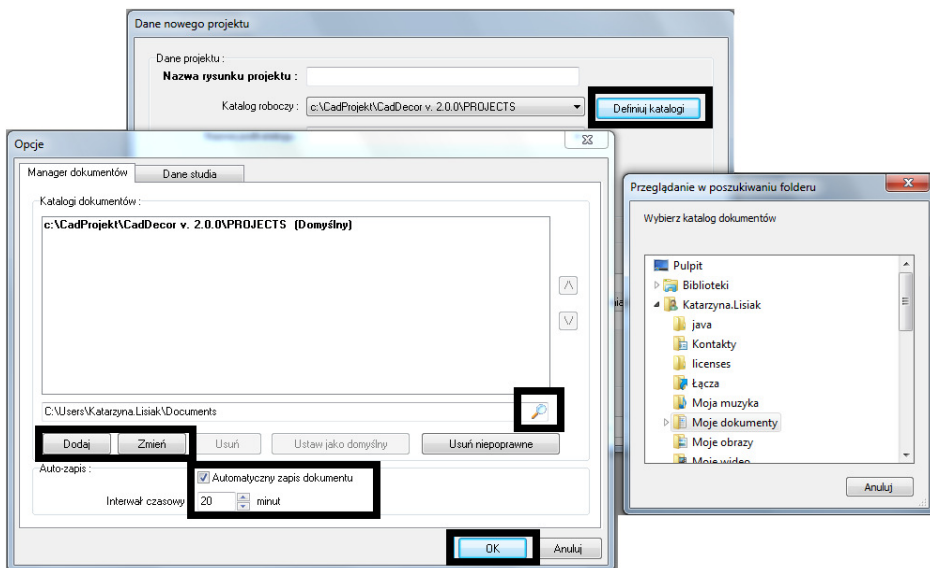 Dane nowego projektu
Dane projektu :
Nazwa rysunku projektu :
Katalog roboczy : c:\CadProjekt\CadDecor v. 2.0.0\PROJECTS Definiuj katalogi
Opcje
Manager dokumentów Dane studia
Katalogi dokumentów :
c:\CadProjekt\CadDecor v. 2.0.0\PROJECTS (Domyślny)
C:\Users\Katarzyna.Lisiak\Documents
Dodaj Zmień Usuń Ustaw jako domyślny Usuń niepoprawne
Auto-zapis :
Automatyczny zapis dokumentu
Interwał czasowy 20 minut
OK Anuluj
Przeglądanie w poszukiwaniu folderu
Wybierz katalog dokumentów
Pulpit
Biblioteki
Katarzyna.Lisiak
java
Kontakty
licenses
Łącza
Moja muzyka
Moje dokumenty
Moje obrazy
Moje wideo
Anuluj